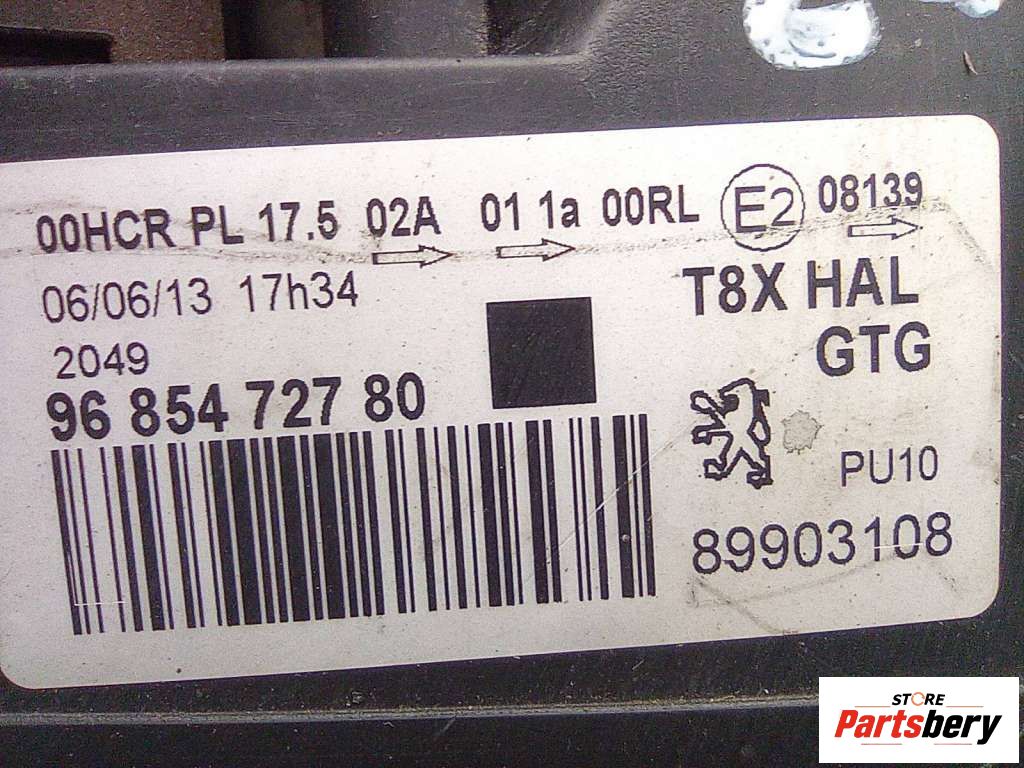 00HCR PL 17.5 02A 01 1a 00RL E2 08139
06/06/13 17h34
T8X HAL
2049
GTG
96 854 727 80
PU10
89903108
STORE
Partsbery